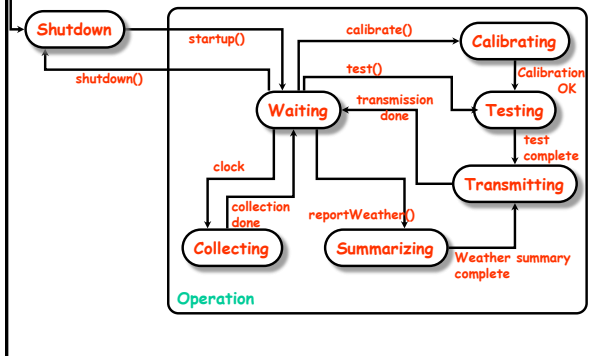 Shutdown
startup()
shutdown()
calibrate()
Calibrating
test()
Calibration
OK
Waiting
transmission
done
Testing
test
complete
clock
Transmitting
collection
done
reportWeather()
Collecting
Summarizing
Weather summary
complete
Operation